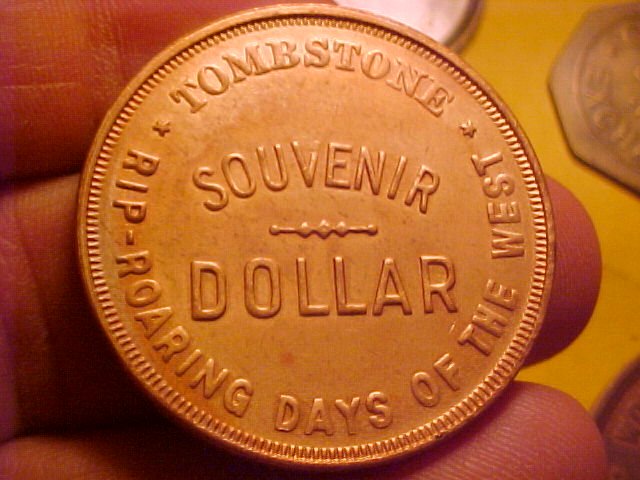 TOMBSTONE
SOUVENIR
DOLLAR
RIP-ROARING DAYS OF THE WEST